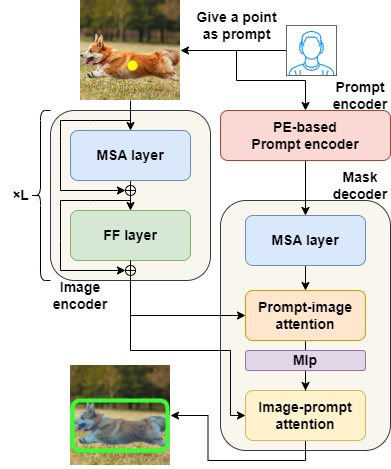 Give a point
as prompt
Prompt
encoder
PE-based
Prompt encoder
×L
MSA layer
FF layer
Image
encoder
Mask
decoder
MSA layer
Prompt-image
attention
Mlp
Image-prompt
attention